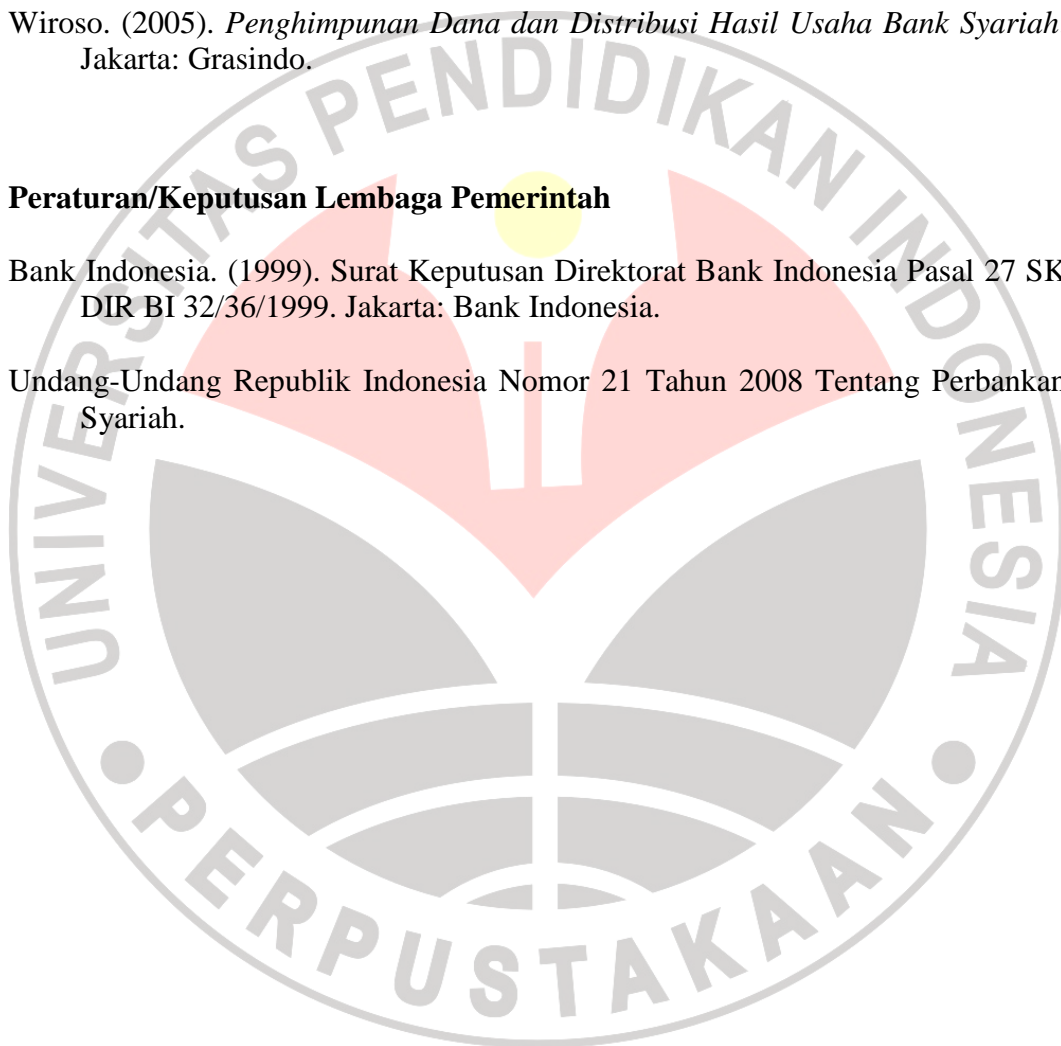 Wiroso. (2005). Penghimpunan Dana dan Distribusi Hasil Usaha Bank Syariah
Jakarta: Grasindo.
Peraturan/Keputusan Lembaga Pemerintah
Bank Indonesia. (1999). Surat Keputusan Direktorat Bank Indonesia Pasal 27 SK
DIR BI 32/36/1999. Jakarta: Bank Indonesia.
Undang-Undang Republik Indonesia Nomor 21 Tahun 2008 Tentang Perbankan
Syariah.
UNIVERSITAS PENDIDIKAN INDONESIA
PERPUSTAKAAN